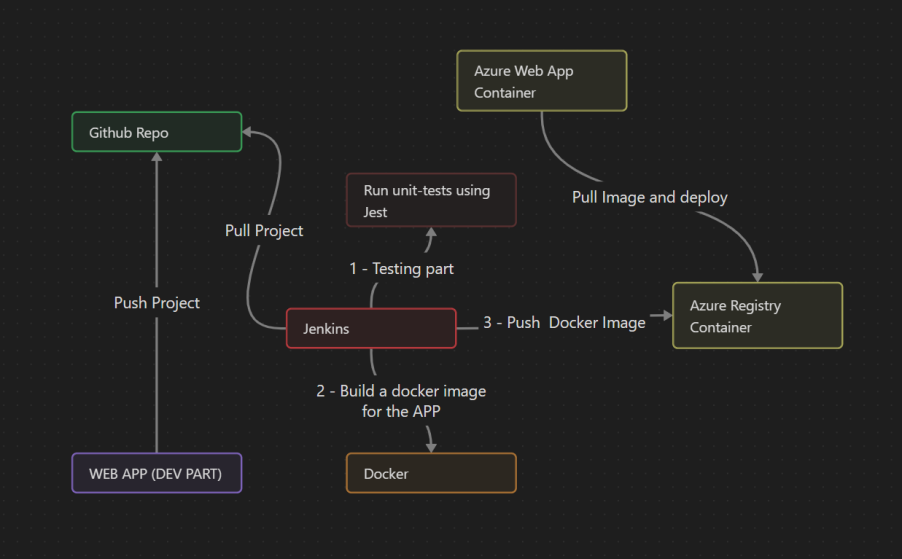 Azure Web App
Container
Github Repo
Run unit-tests using
Jest
Pull Image and deploy
Pull Project
1 - Testing part
Push Project
Azure Registry
Container
Jenkins
3 - Push  Docker Image
2 - Build a docker image
for the APP
WEB APP (DEV PART)
Docker